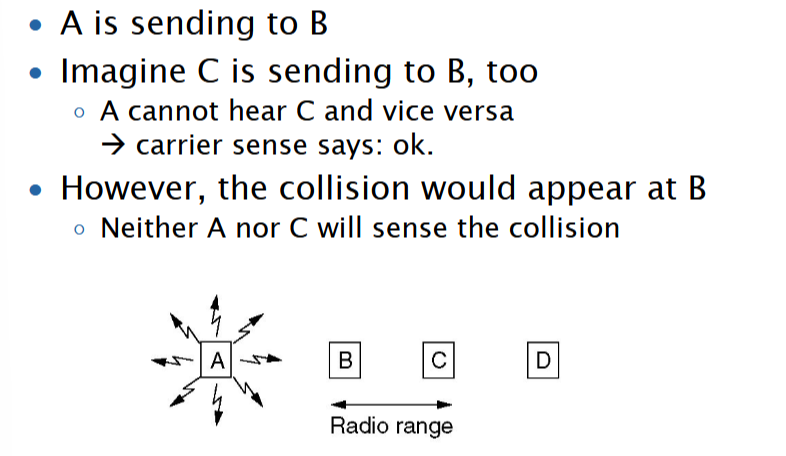 • A is sending to B
• Imagine C is sending to B, too
○ A cannot hear C and vice versa
→ carrier sense says: ok.
• However, the collision would appear at B
○ Neither A nor C will sense the collision
A B C D
Radio range